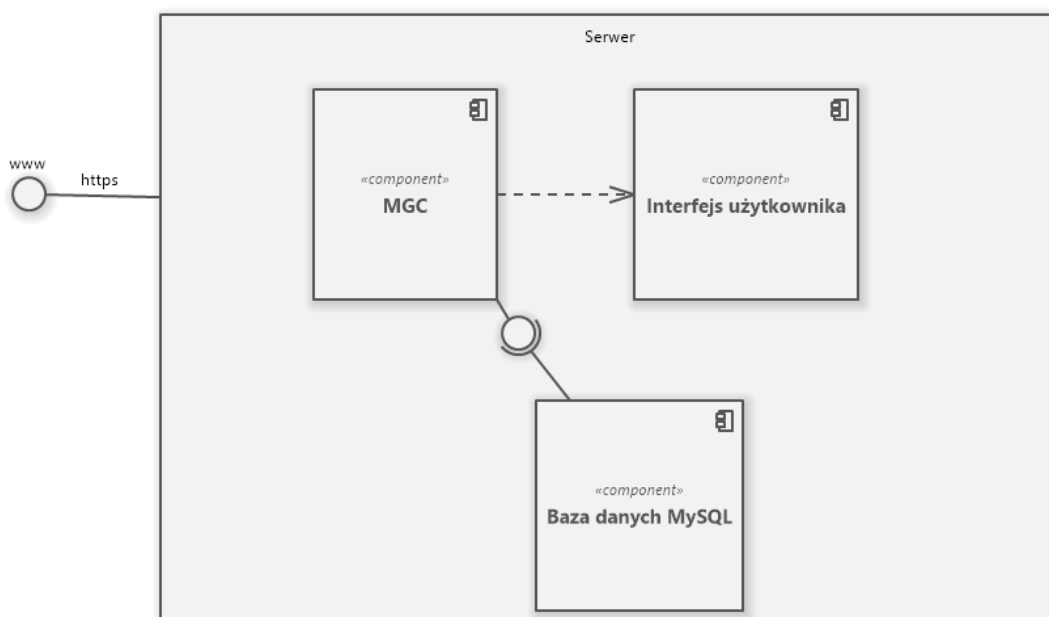 Serwer
www
https
«component»
MGC
«component»
Interfejs użytkownika
«component»
Baza danych MySQL